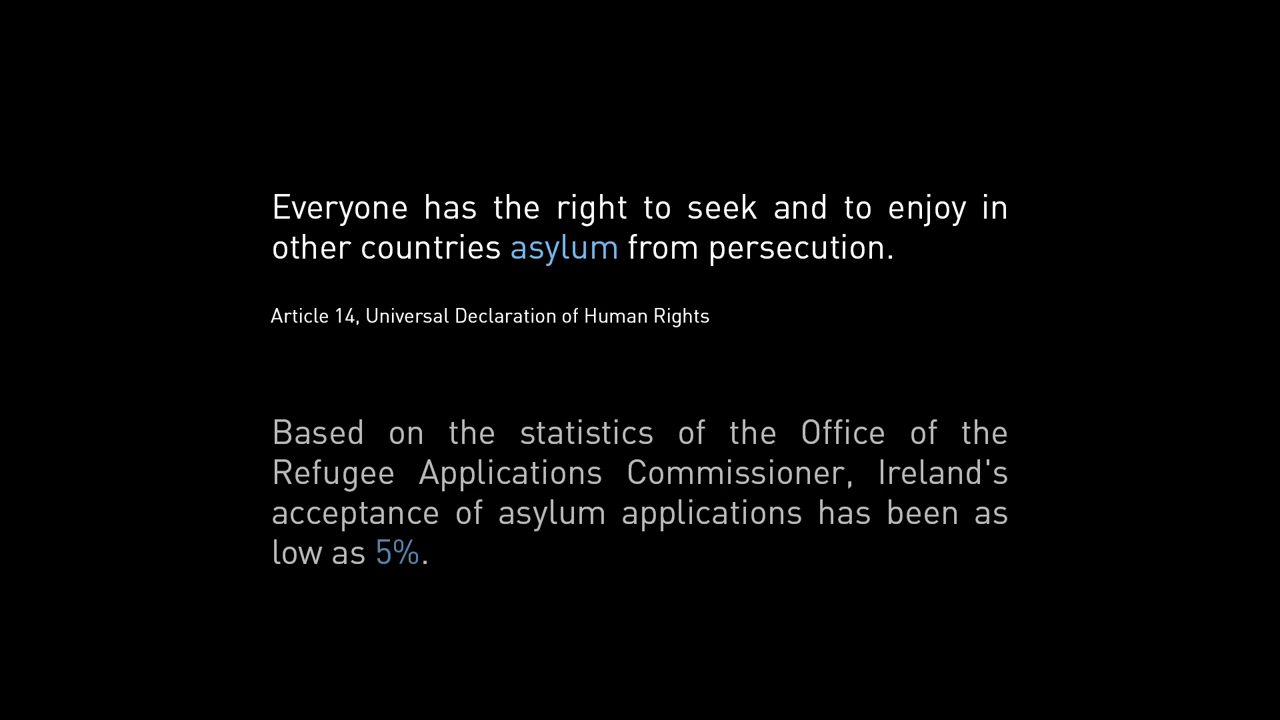 Everyone has the right to seek and to enjoy in
other countries asylum from persecution.
Article 14, Universal Declaration of Human Rights
Based on the statistics of the Office of the
Refugee Applications Commissioner, Ireland's
acceptance of asylum applications has been as
low as 5%.